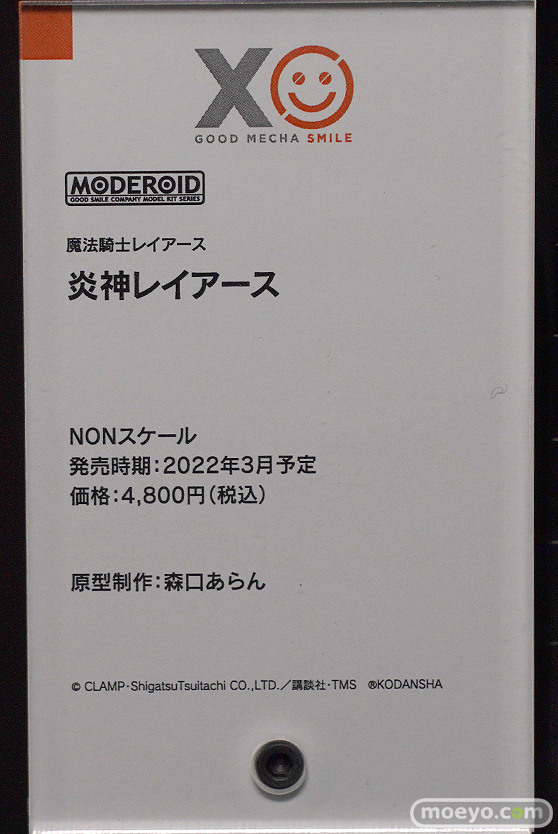 XO
GOOD MECHA SMILE
MODEROID
GOOD SMILE COMPANY MODEL KIT SERIES
魔法騎士レイアース
炎神レイアース
NONスケール
発売時期：2022年3月予定
価格：4,800円（税込）
原型制作：森口あらん
© CLAMP・ShigatsuTsuitachi CO.,LTD.／講談社・TMS ®KODANSHA
moeyo.com